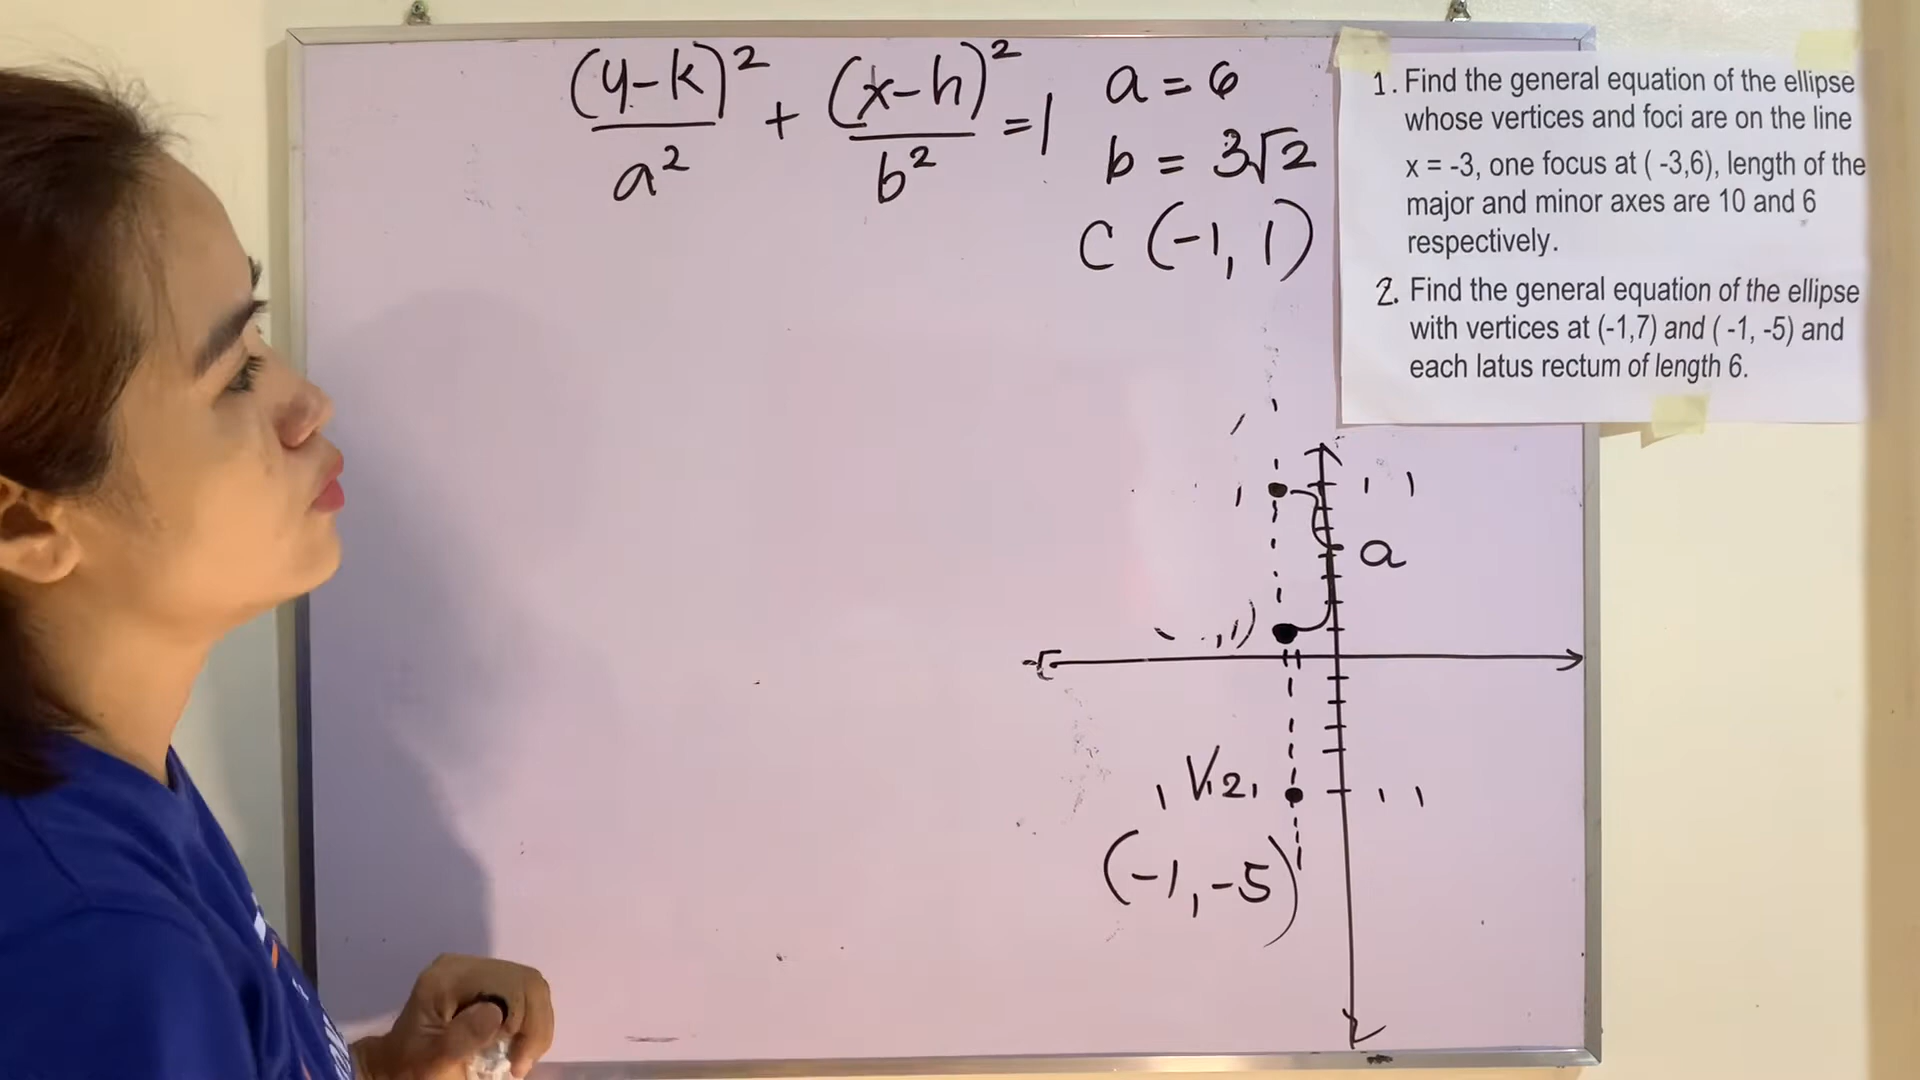 (y-k)² / a² + (x-h)² / b² = 1
a = 6
b = 3√2
C (-1, 1)
1. Find the general equation of the ellipse
whose vertices and foci are on the line
x = -3, one focus at ( -3,6), length of the
major and minor axes are 10 and 6
respectively.
2. Find the general equation of the ellipse
with vertices at (-1,7) and ( -1, -5) and
each latus rectum of length 6.
a
, 1)
V2
(-1, -5)